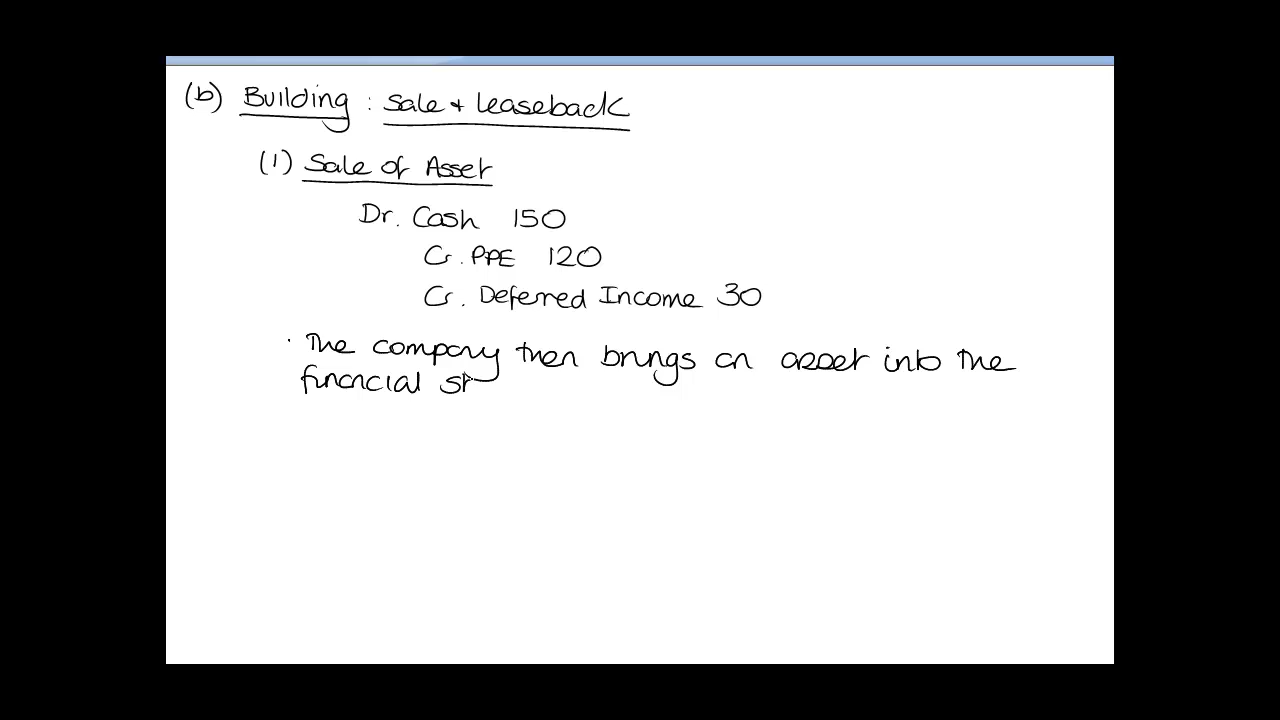 (b) Building : Sale + Leaseback
(1) Sale of Asset
Dr. Cash 150
Cr. PPE 120
Cr. Deferred Income 30
· The company then brings an asset into the
financial st